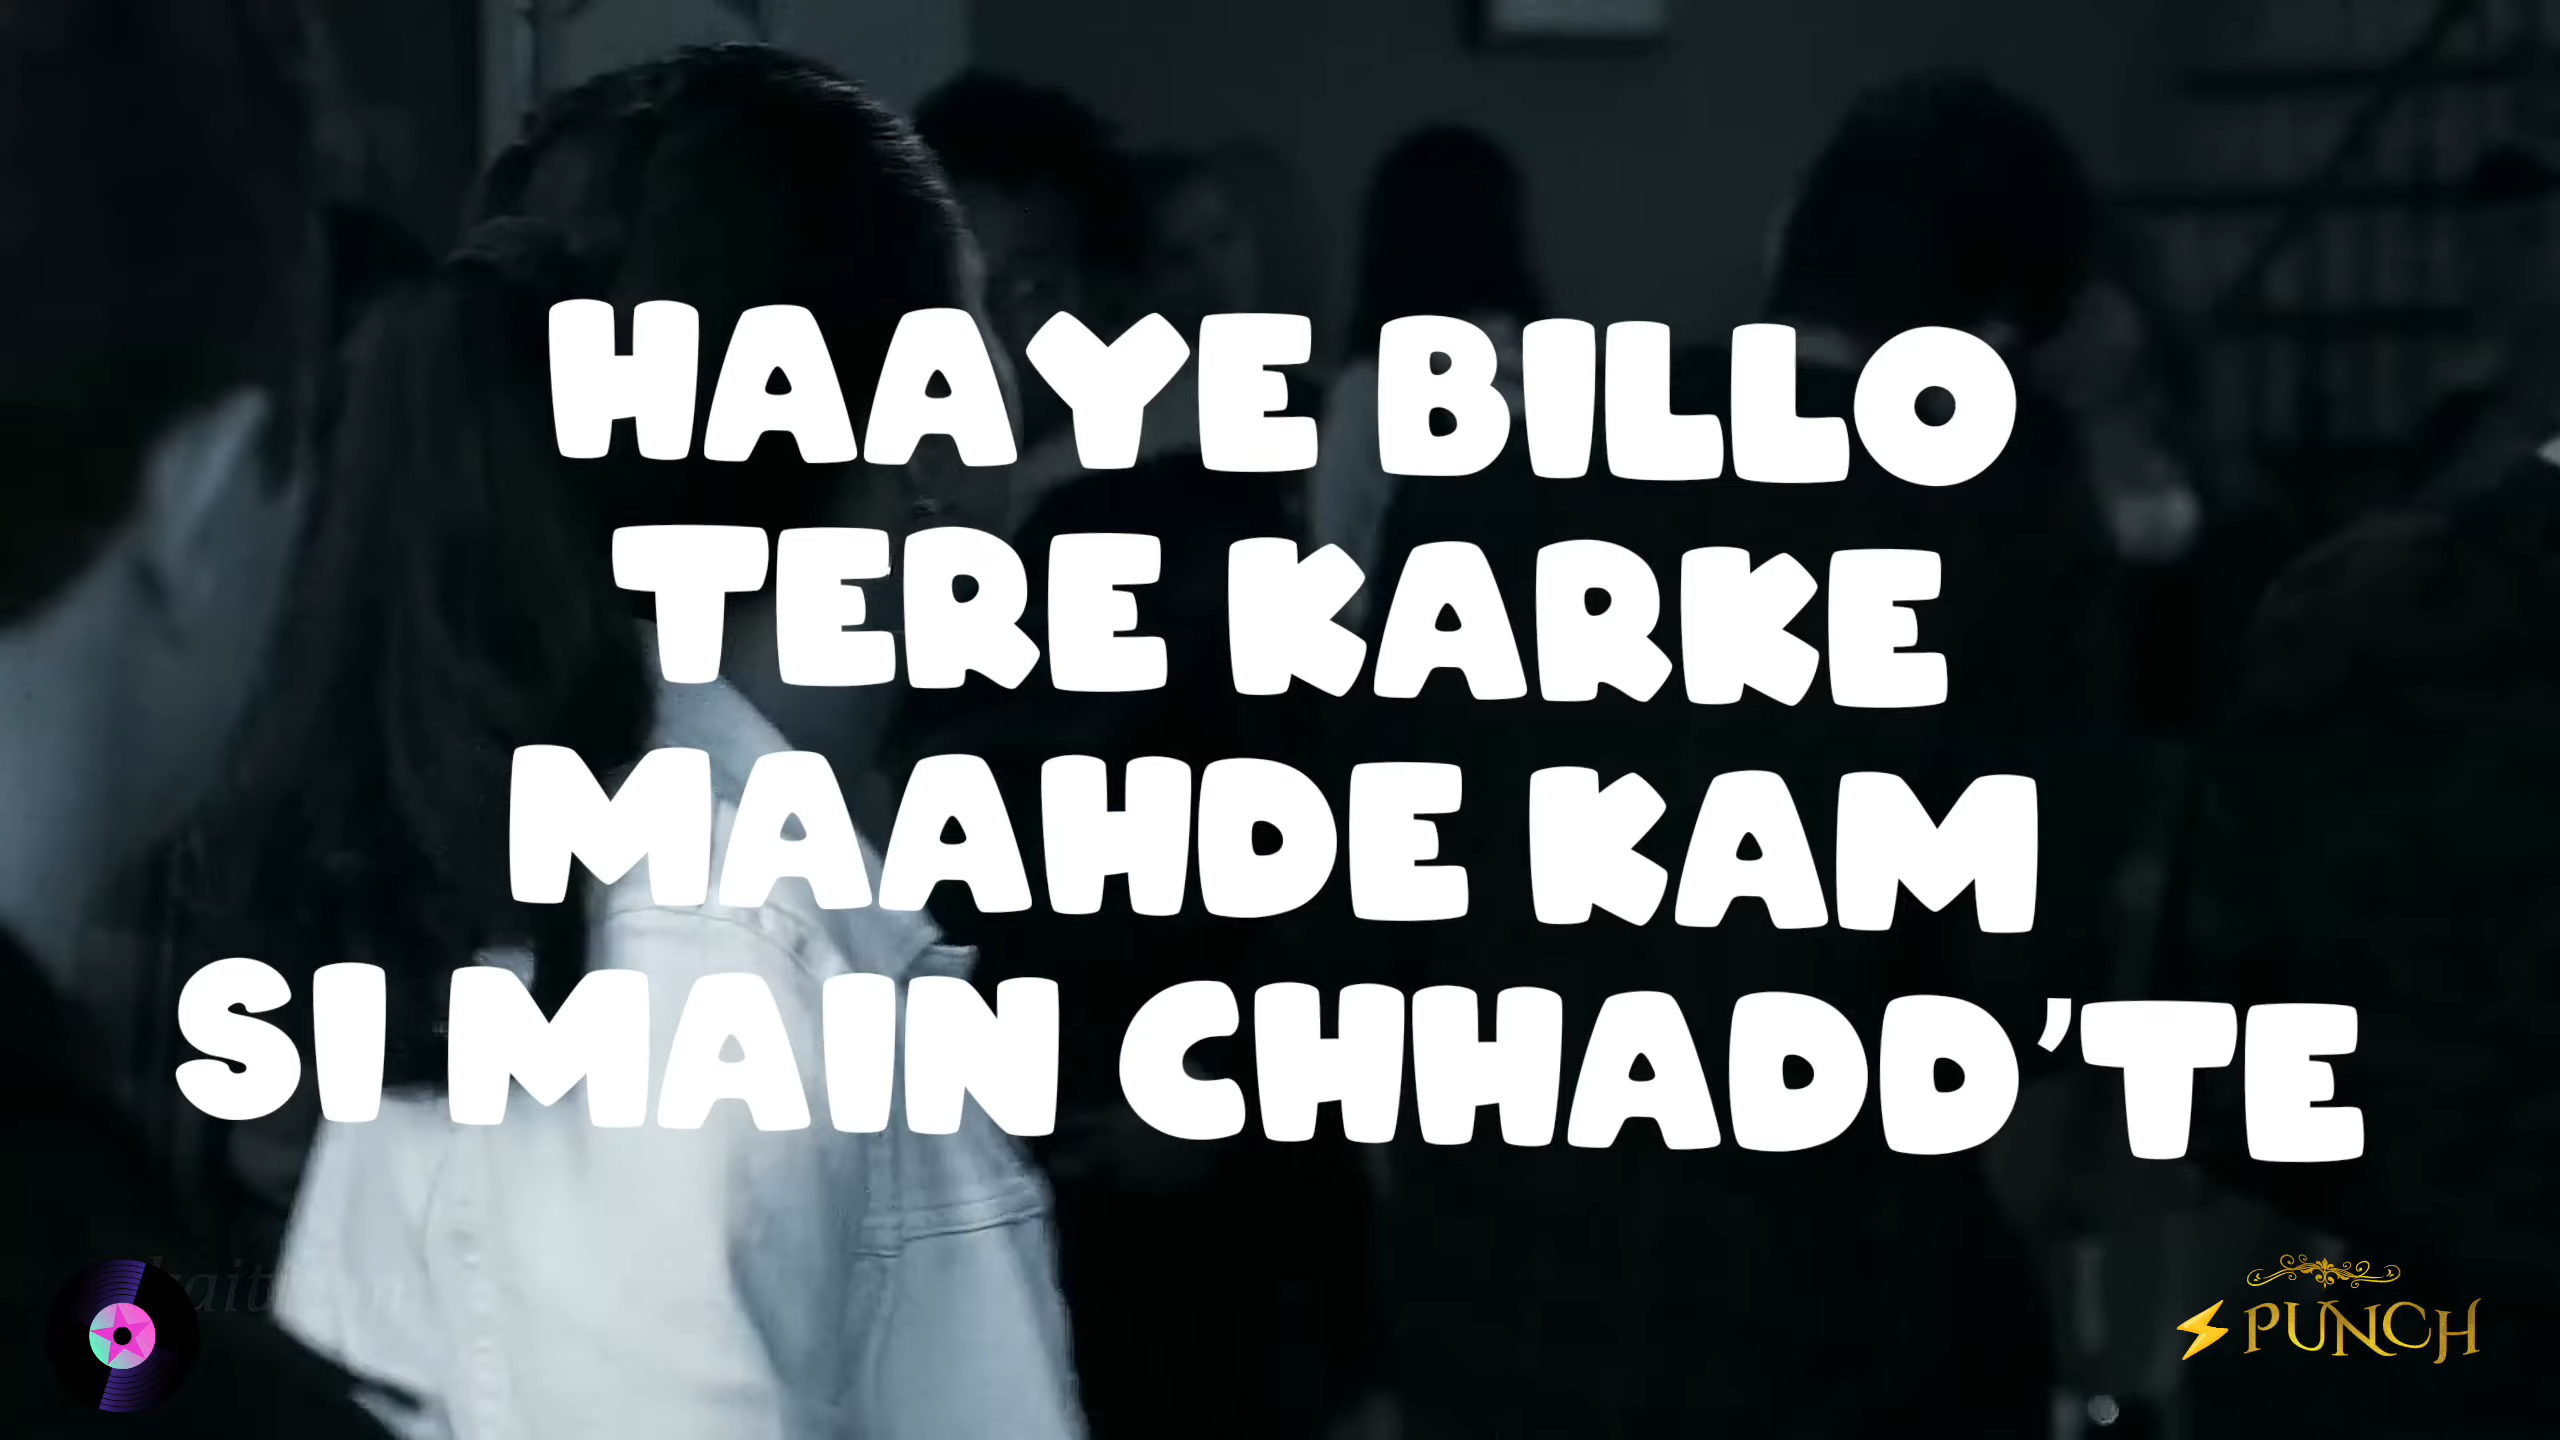 HAAYE BILLO
TERE KARKE
MAAHDE KAM
SI MAIN CHHADD'TE
PUNCH